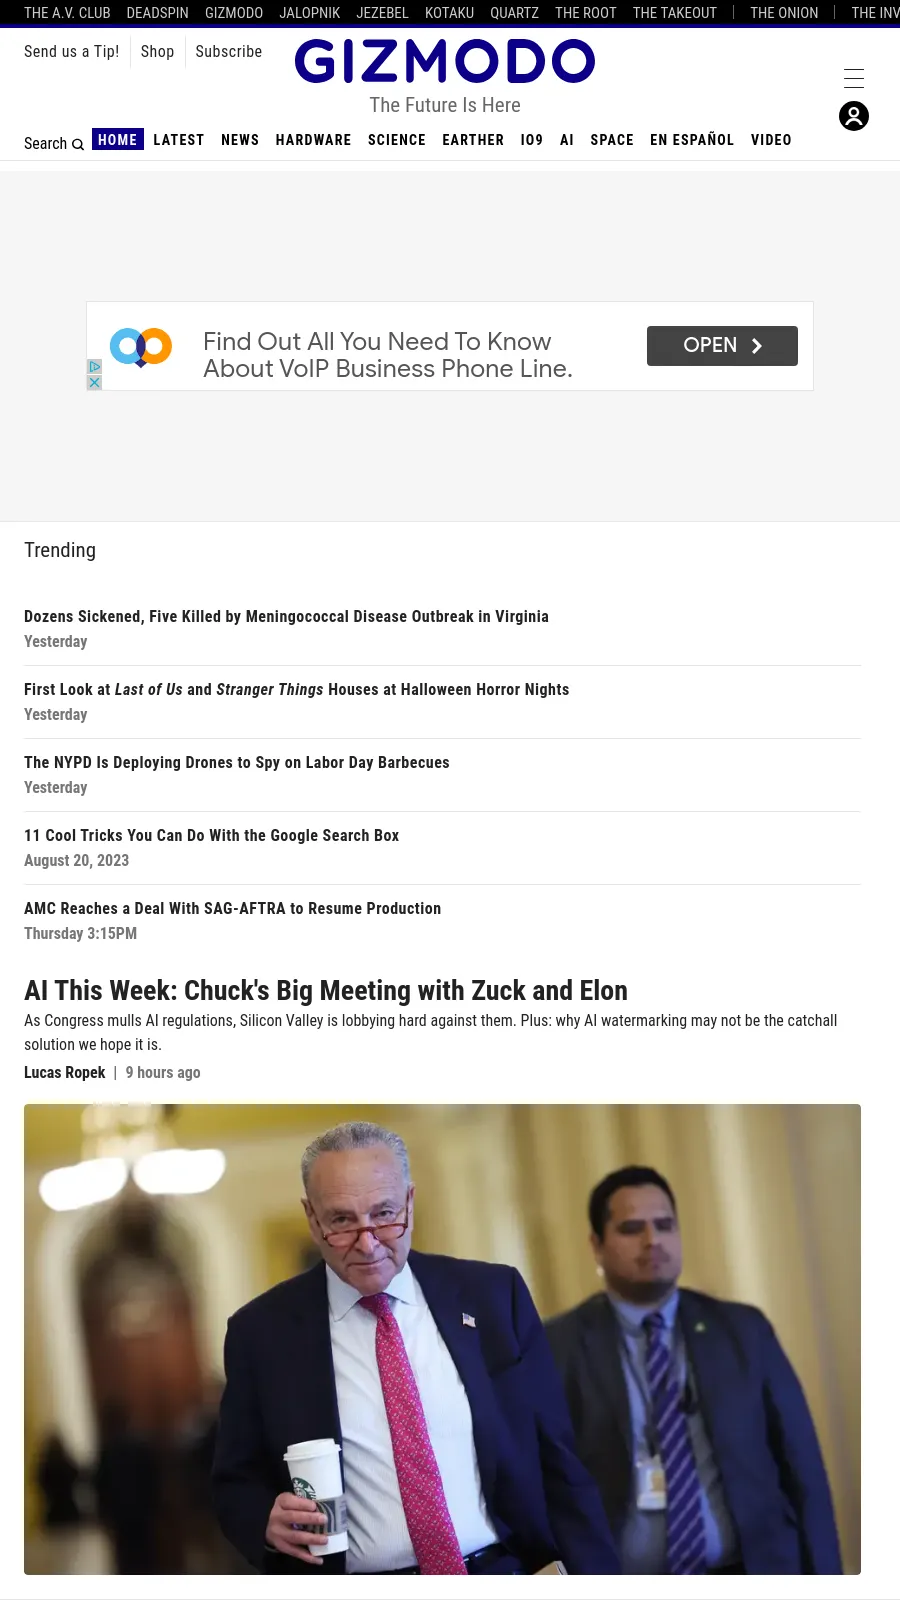 THE A.V. CLUB DEADSPIN GIZMODO JALOPNIK JEZEBEL KOTAKU QUARTZ THE ROOT THE TAKEOUT THE ONION THE INV
Send us a Tip! Shop Subscribe
GIZMODO
The Future Is Here
Search HOME LATEST NEWS HARDWARE SCIENCE EARTHER IO9 AI SPACE EN ESPAÑOL VIDEO
Find Out All You Need To Know
About VoIP Business Phone Line.
OPEN
Trending
Dozens Sickened, Five Killed by Meningococcal Disease Outbreak in Virginia
Yesterday
First Look at Last of Us and Stranger Things Houses at Halloween Horror Nights
Yesterday
The NYPD Is Deploying Drones to Spy on Labor Day Barbecues
Yesterday
11 Cool Tricks You Can Do With the Google Search Box
August 20, 2023
AMC Reaches a Deal With SAG-AFTRA to Resume Production
Thursday 3:15PM
AI This Week: Chuck's Big Meeting with Zuck and Elon
As Congress mulls AI regulations, Silicon Valley is lobbying hard against them. Plus: why AI watermarking may not be the catchall
solution we hope it is.
Lucas Ropek | 9 hours ago